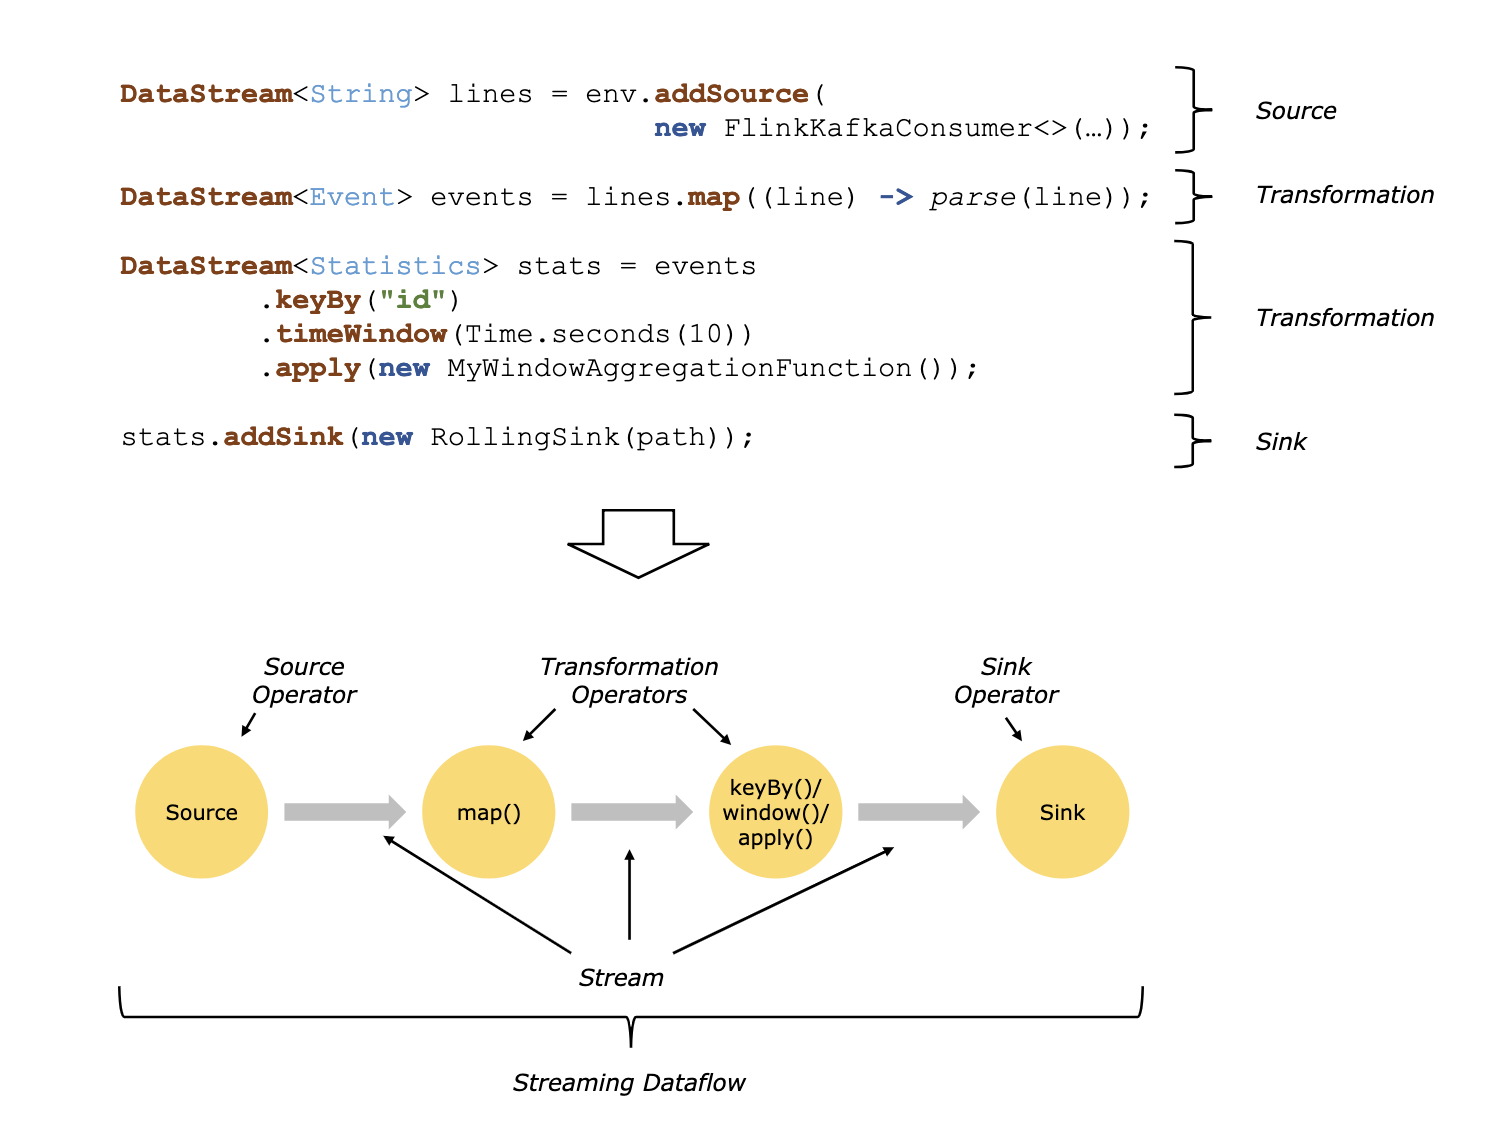 DataStream<String> lines = env.addSource(
new FlinkKafkaConsumer<>(…));
Source
DataStream<Event> events = lines.map((line) -> parse(line));
Transformation
DataStream<Statistics> stats = events
.keyBy("id")
.timeWindow(Time.seconds(10))
.apply(new MyWindowAggregationFunction());
Transformation
stats.addSink(new RollingSink(path));
Sink
Source
Operator
Transformation
Operators
Sink
Operator
Source
map()
keyBy()/
window()/
apply()
Sink
Stream
Streaming Dataflow